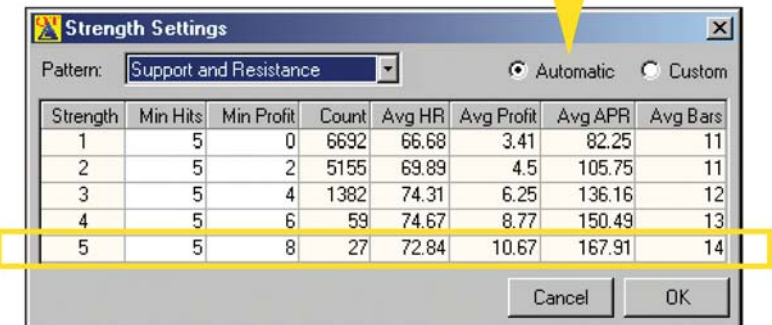 Strength Settings
Pattern: Support and Resistance Automatic Custom
Strength Min Hits Min Profit Count Avg HR Avg Profit Avg APR Avg Bars
1 5 0 6692 66.68 3.41 82.25 11
2 5 2 5155 69.89 4.5 105.75 11
3 5 4 1382 74.31 6.25 136.16 12
4 5 6 59 74.67 8.77 150.49 13
5 5 8 27 72.84 10.67 167.91 14
Cancel OK